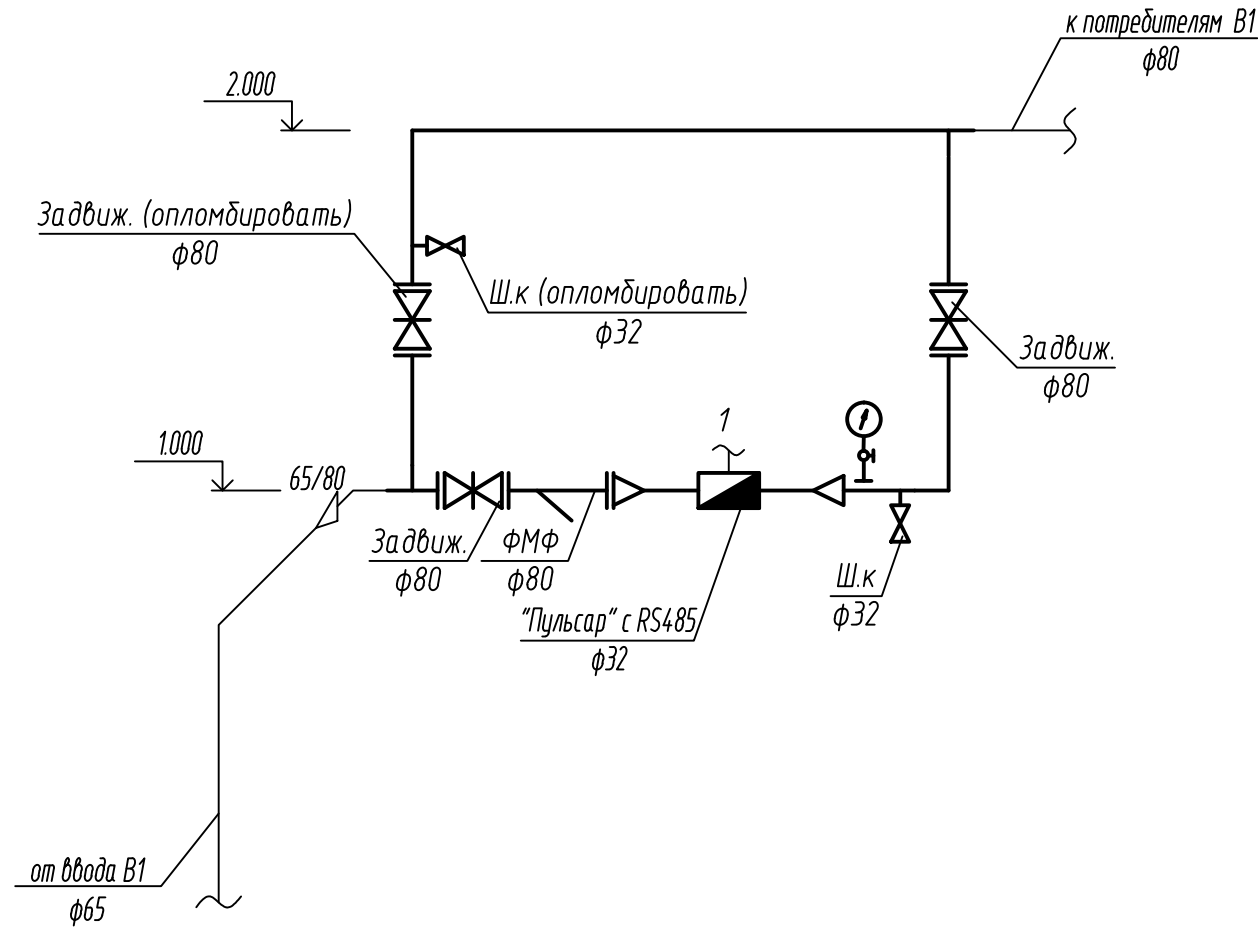 к потребителям В1
ф80
2.000
Задвиж. (опломбировать)
ф80
Ш.к (опломбировать)
ф32
Задвиж.
ф80
1
1.000
65/80
Задвиж.
ф80
ФМФ
ф80
Ш.к
ф32
"Пульсар" с RS485
ф32
от ввода В1
ф65